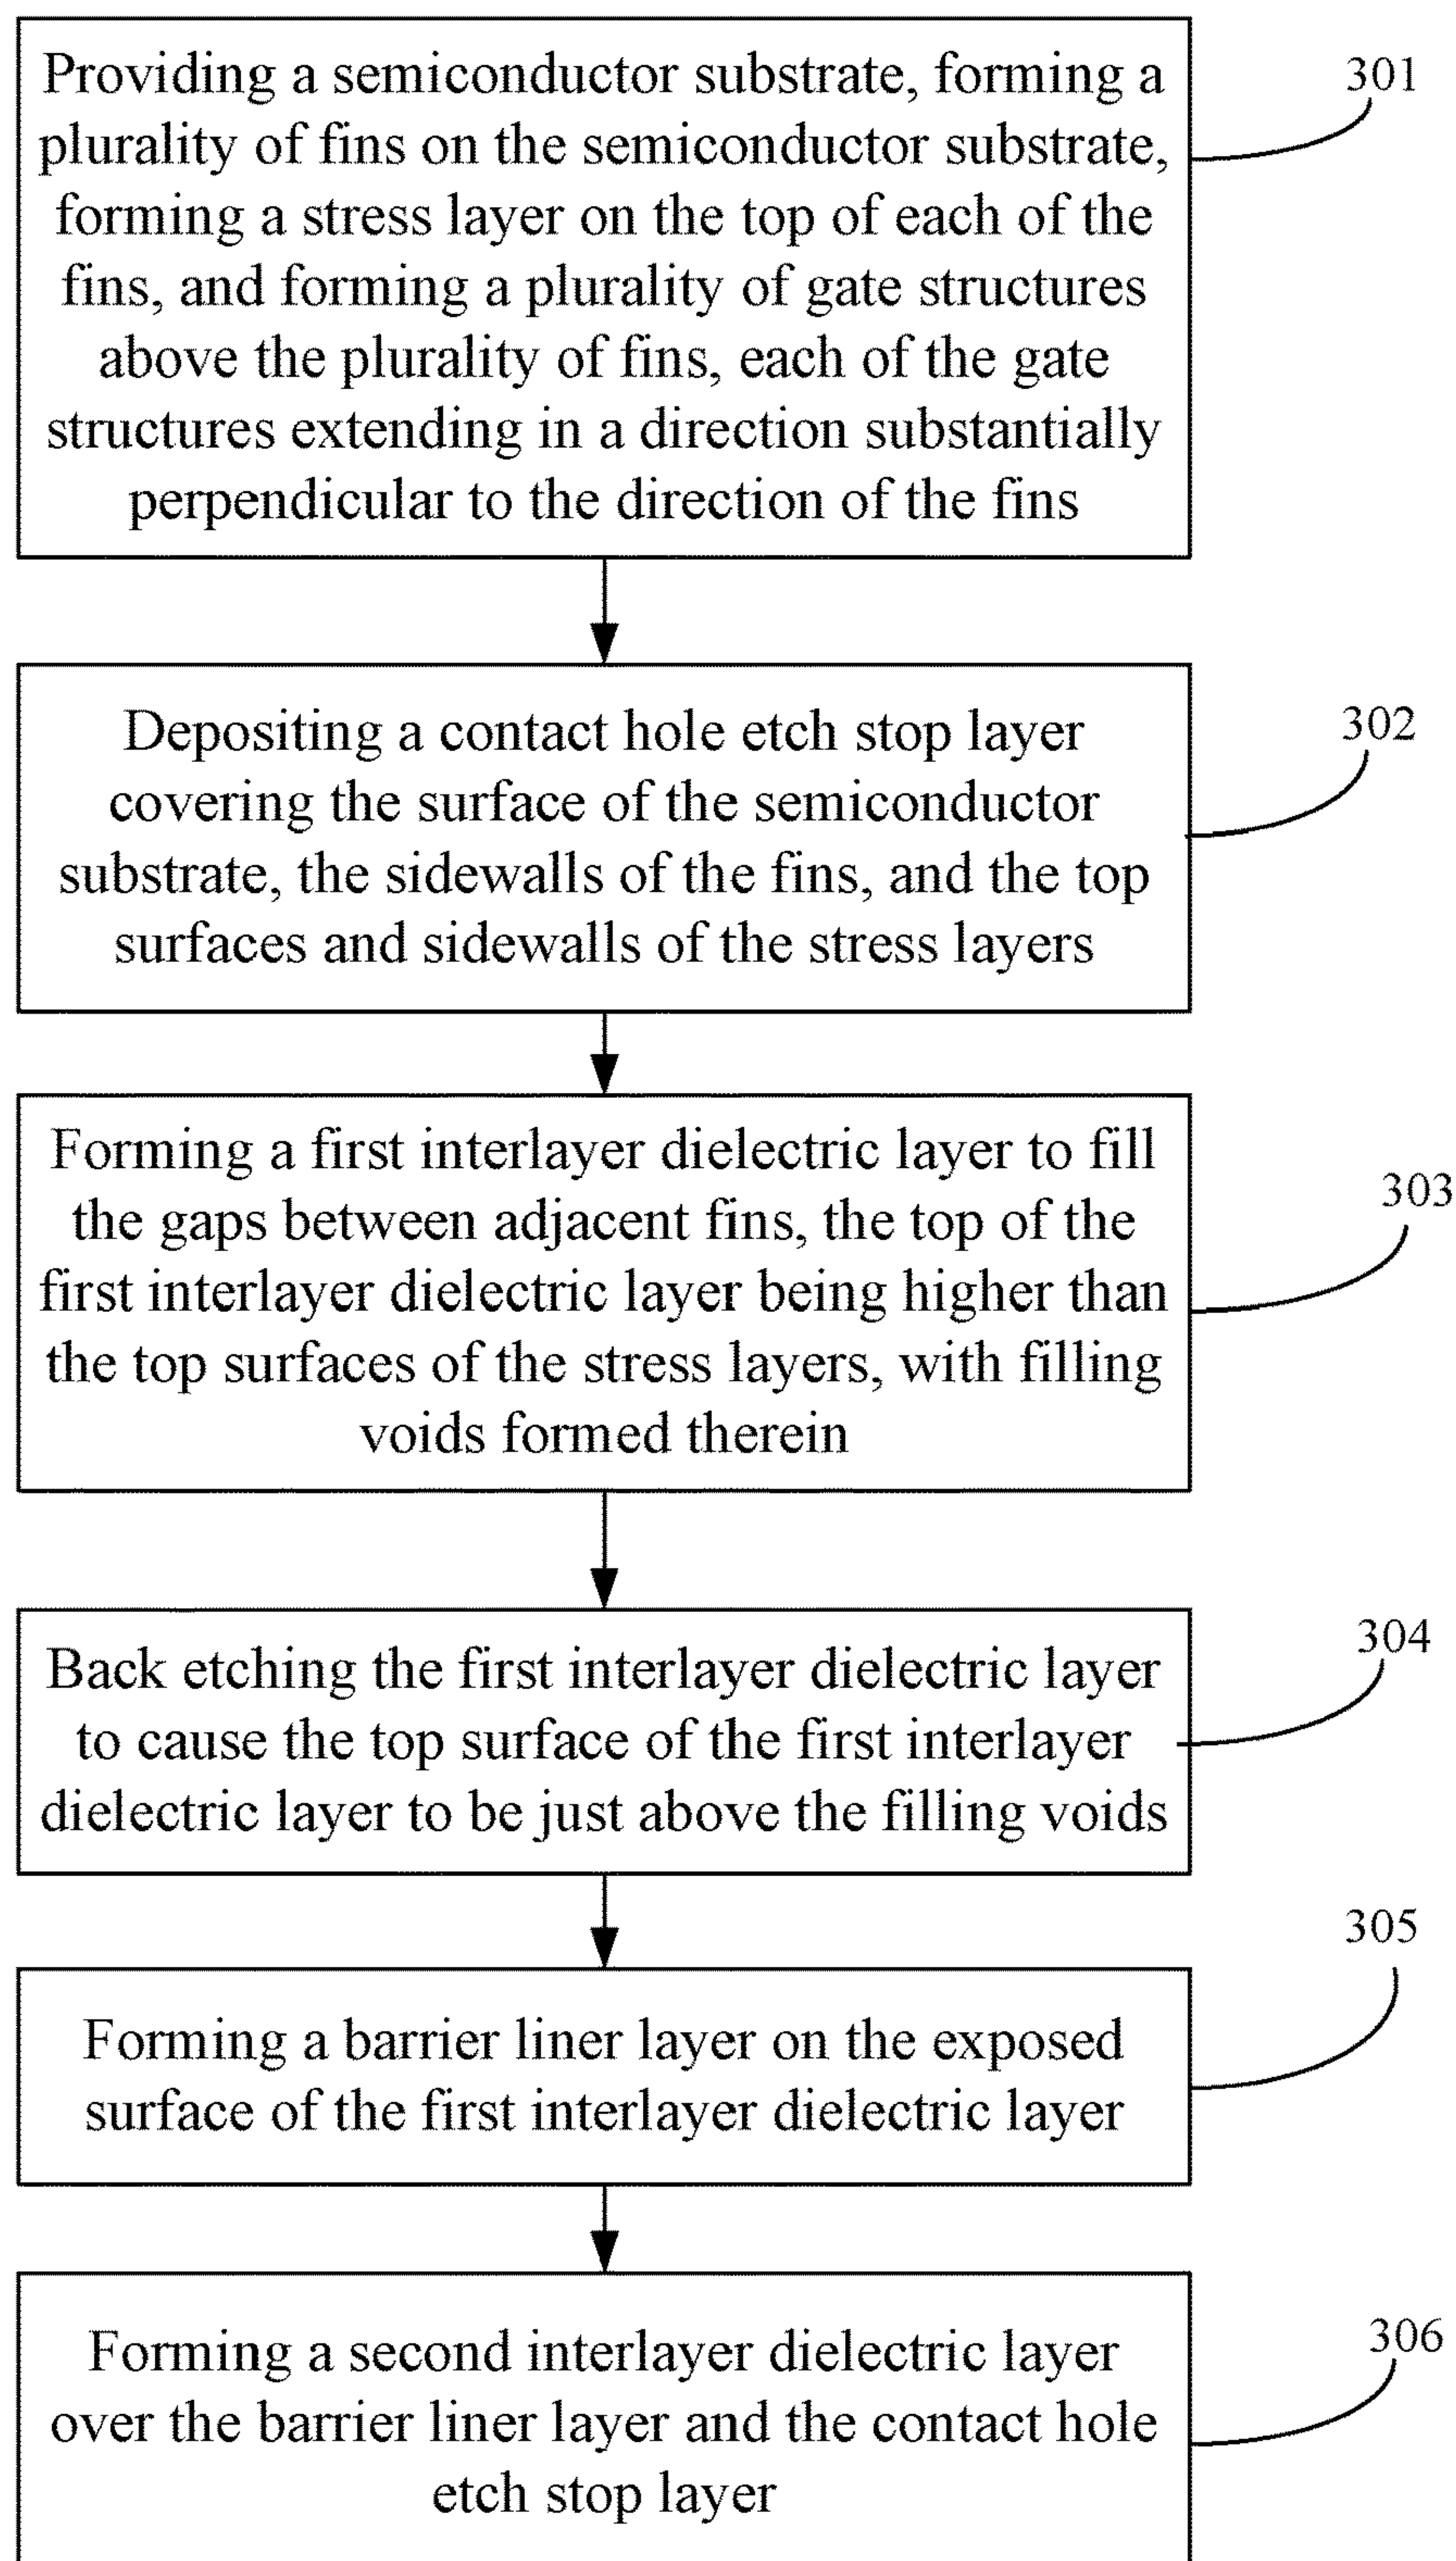 Providing a semiconductor substrate, forming a
plurality of fins on the semiconductor substrate,
forming a stress layer on the top of each of the
fins, and forming a plurality of gate structures
above the plurality of fins, each of the gate
structures extending in a direction substantially
perpendicular to the direction of the fins
301
Depositing a contact hole etch stop layer
covering the surface of the semiconductor
substrate, the sidewalls of the fins, and the top
surfaces and sidewalls of the stress layers
302
Forming a first interlayer dielectric layer to fill
the gaps between adjacent fins, the top of the
first interlayer dielectric layer being higher than
the top surfaces of the stress layers, with filling
voids formed therein
303
Back etching the first interlayer dielectric layer
to cause the top surface of the first interlayer
dielectric layer to be just above the filling voids
304
Forming a barrier liner layer on the exposed
surface of the first interlayer dielectric layer
305
Forming a second interlayer dielectric layer
over the barrier liner layer and the contact hole
etch stop layer
306